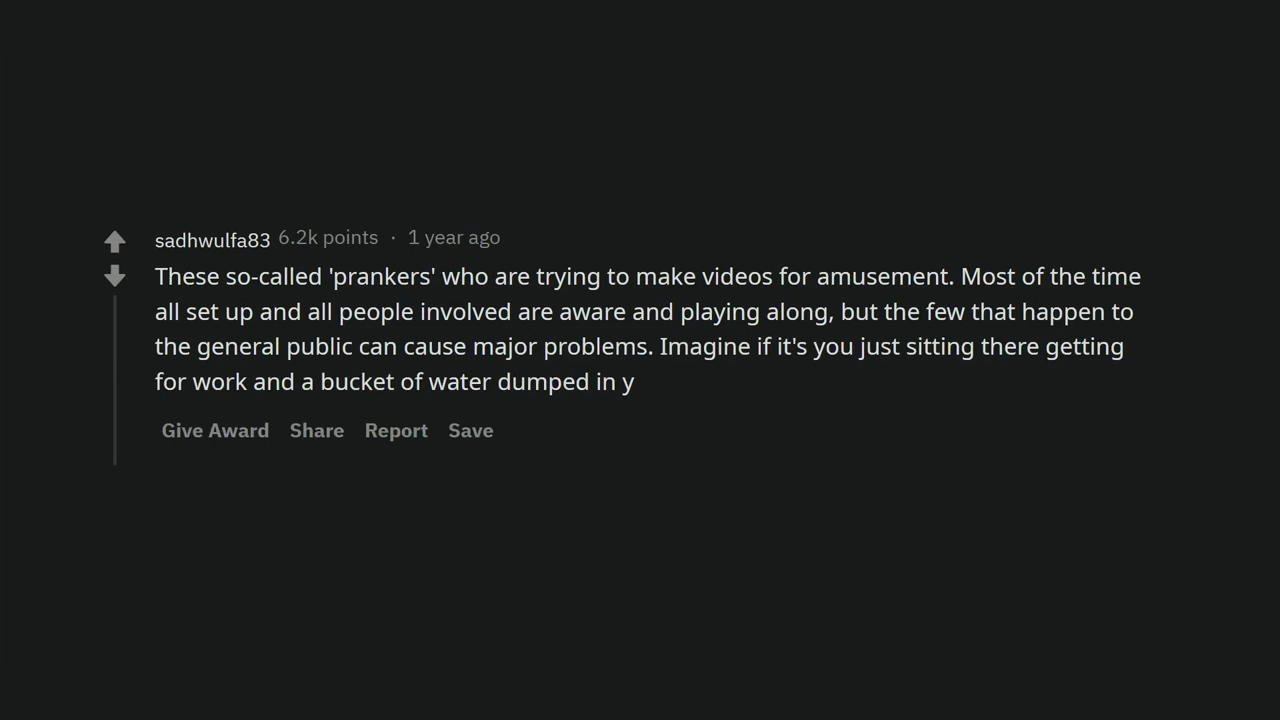 sadhwulfa83 6.2k points · 1 year ago
These so-called 'prankers' who are trying to make videos for amusement. Most of the time
all set up and all people involved are aware and playing along, but the few that happen to
the general public can cause major problems. Imagine if it's you just sitting there getting
for work and a bucket of water dumped in y
Give Award Share Report Save